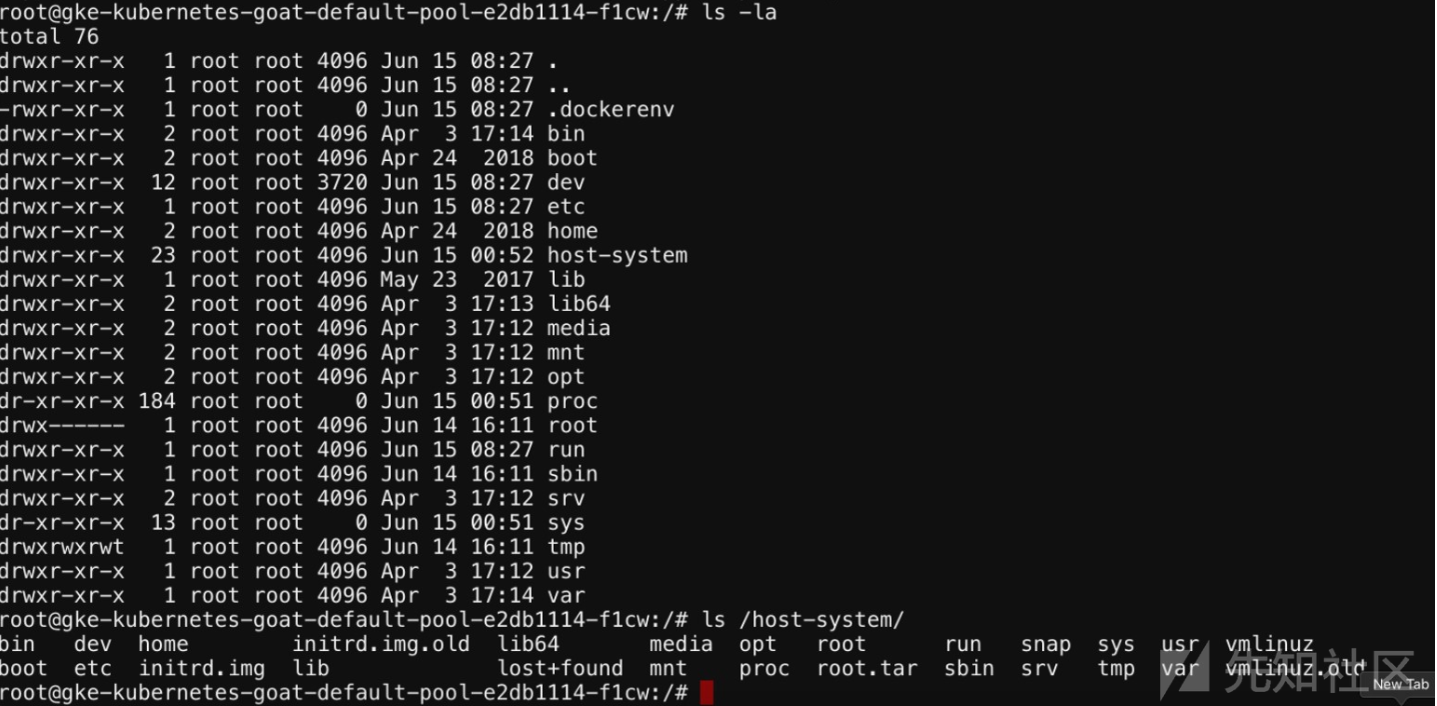 root@gke-kubernetes-goat-default-pool-e2db1114-f1cw:/# ls -la
total 76
drwxr-xr-x   1 root root 4096 Jun 15 08:27 .
drwxr-xr-x   1 root root 4096 Jun 15 08:27 ..
-rwxr-xr-x   1 root root    0 Jun 15 08:27 .dockerenv
drwxr-xr-x   2 root root 4096 Apr  3 17:14 bin
drwxr-xr-x   2 root root 4096 Apr 24  2018 boot
drwxr-xr-x  12 root root 3720 Jun 15 08:27 dev
drwxr-xr-x   1 root root 4096 Jun 15 08:27 etc
drwxr-xr-x   2 root root 4096 Apr 24  2018 home
drwxr-xr-x  23 root root 4096 Jun 15 00:52 host-system
drwxr-xr-x   1 root root 4096 May 23  2017 lib
drwxr-xr-x   2 root root 4096 Apr  3 17:13 lib64
drwxr-xr-x   2 root root 4096 Apr  3 17:12 media
drwxr-xr-x   2 root root 4096 Apr  3 17:12 mnt
drwxr-xr-x   2 root root 4096 Apr  3 17:12 opt
dr-xr-xr-x 184 root root    0 Jun 15 00:51 proc
drwx------   1 root root 4096 Jun 14 16:11 root
drwxr-xr-x   1 root root 4096 Jun 15 08:27 run
drwxr-xr-x   1 root root 4096 Jun 14 16:11 sbin
drwxr-xr-x   2 root root 4096 Apr  3 17:12 srv
dr-xr-xr-x  13 root root    0 Jun 15 00:51 sys
drwxrwxrwt   1 root root 4096 Jun 14 16:11 tmp
drwxr-xr-x   1 root root 4096 Apr  3 17:12 usr
drwxr-xr-x   1 root root 4096 Apr  3 17:14 var
root@gke-kubernetes-goat-default-pool-e2db1114-f1cw:/# ls /host-system/
bin   dev  home        initrd.img.old  lib64       media  opt   root      run   snap  sys  usr  vmlinuz
boot  etc  initrd.img  lib             lost+found  mnt    proc  root.tar  sbin  srv   tmp  var  vmlinuz.old
root@gke-kubernetes-goat-default-pool-e2db1114-f1cw:/#
先知社区
New Tab